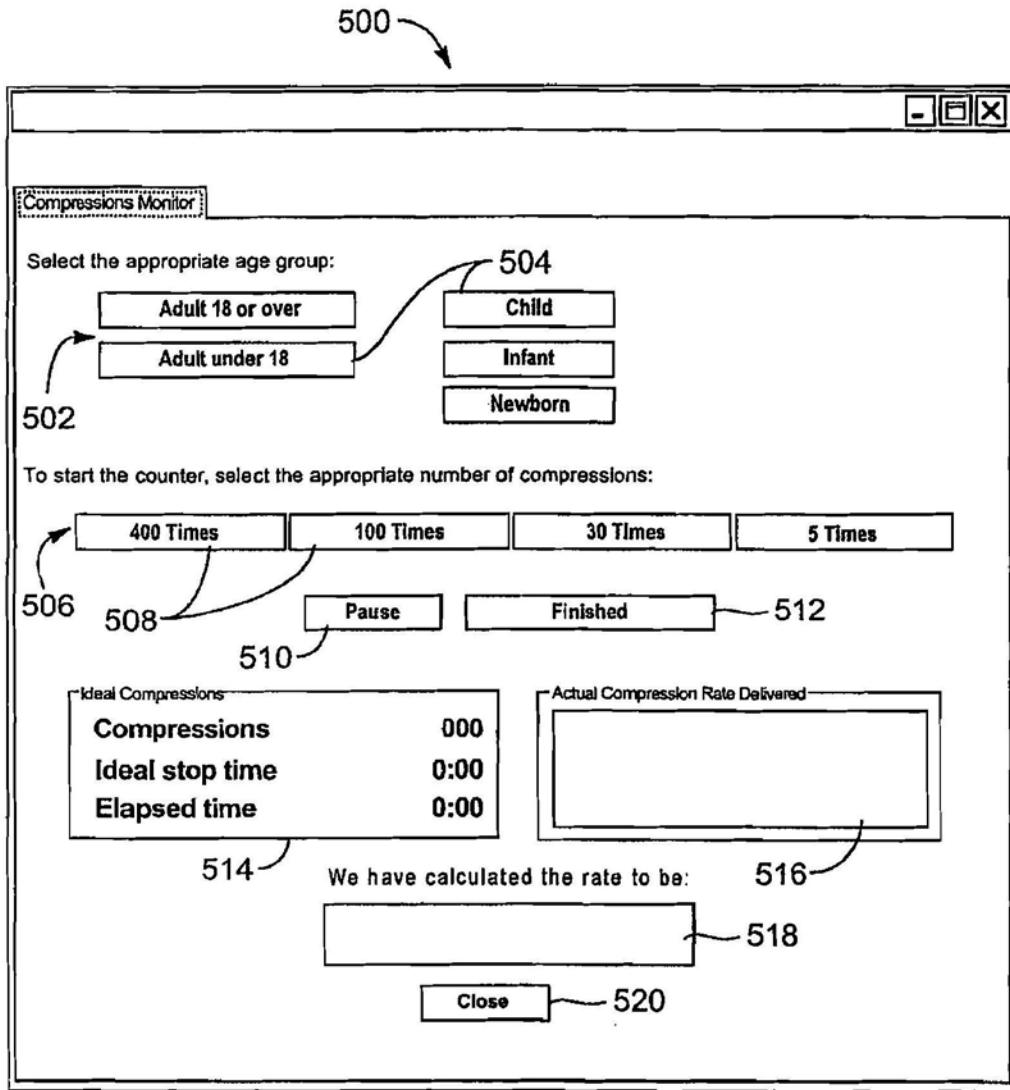 500
Compressions Monitor
Select the appropriate age group:
504
Adult 18 or over
Child
Adult under 18
Infant
502
Newborn
To start the counter, select the appropriate number of compressions:
400 Times
100 Times
30 Times
5 Times
506
508
Pause
Finished
512
510
Ideal Compressions
Actual Compression Rate Delivered
Compressions 000
Ideal stop time 0:00
Elapsed time 0:00
514
516
We have calculated the rate to be:
518
Close
520